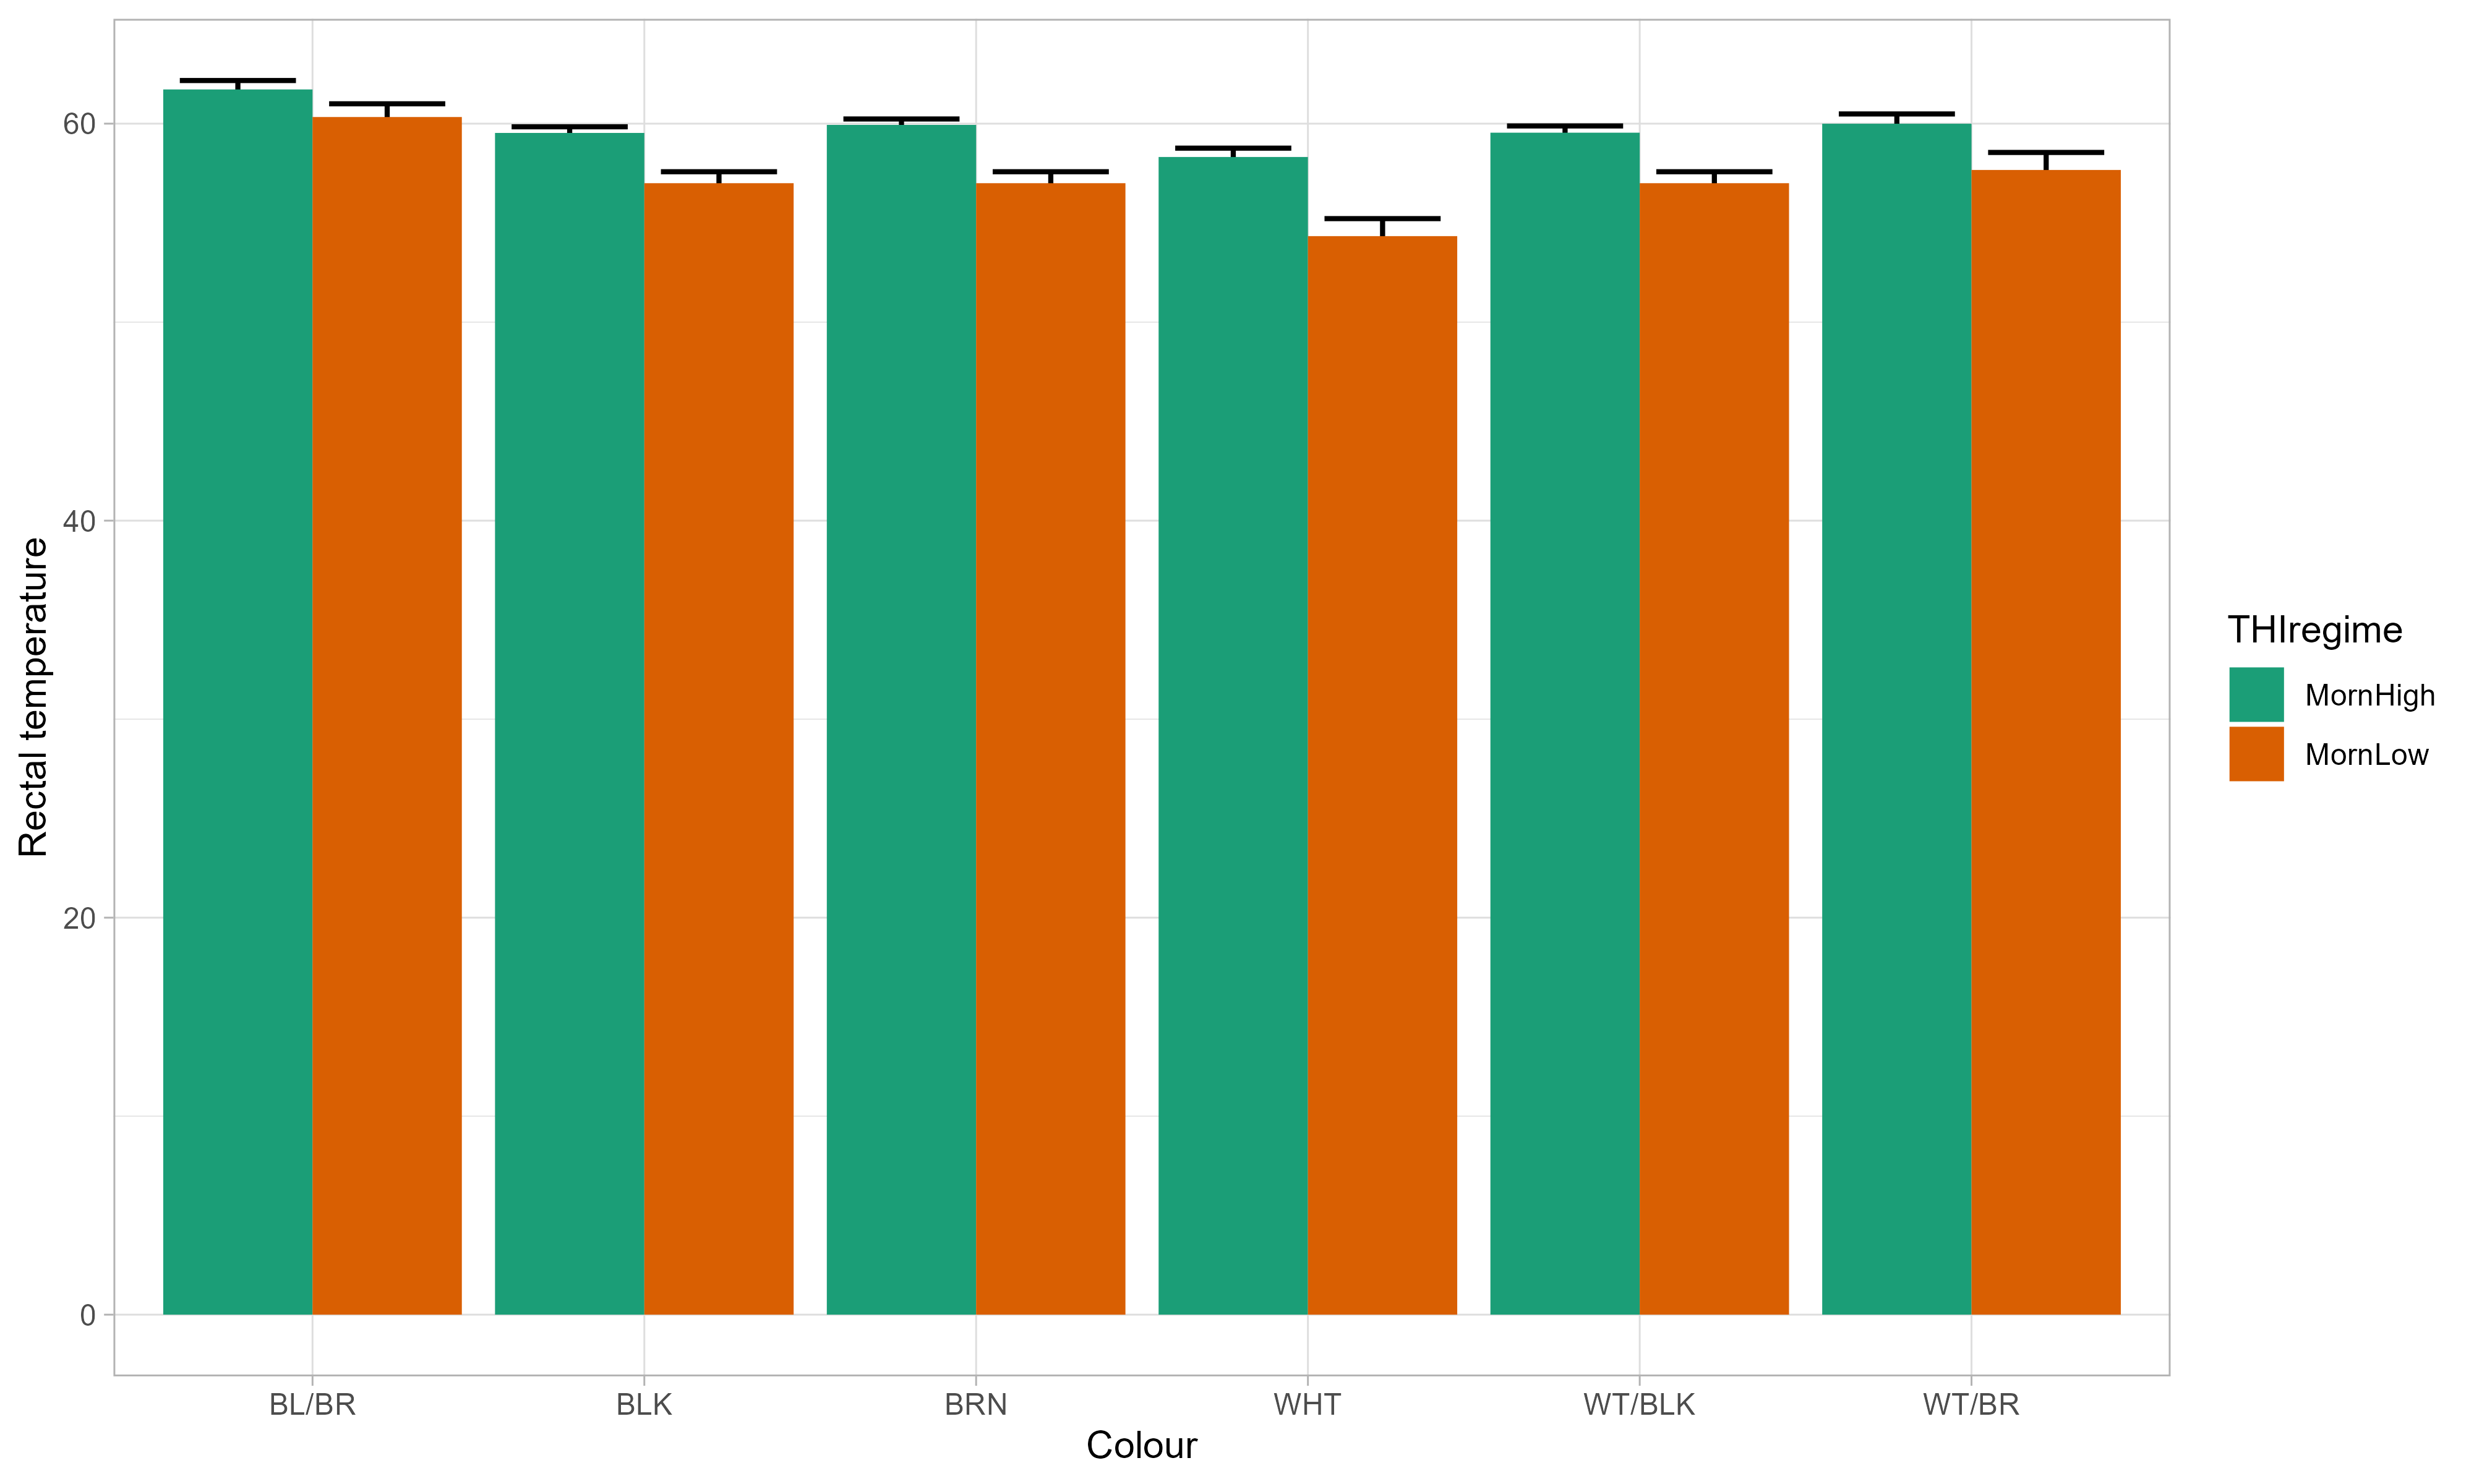 60
40
20
0
Rectal temperature
BL/BR BLK BRN WHT WT/BLK WT/BR
Colour
THIregime
MornHigh
MornLow